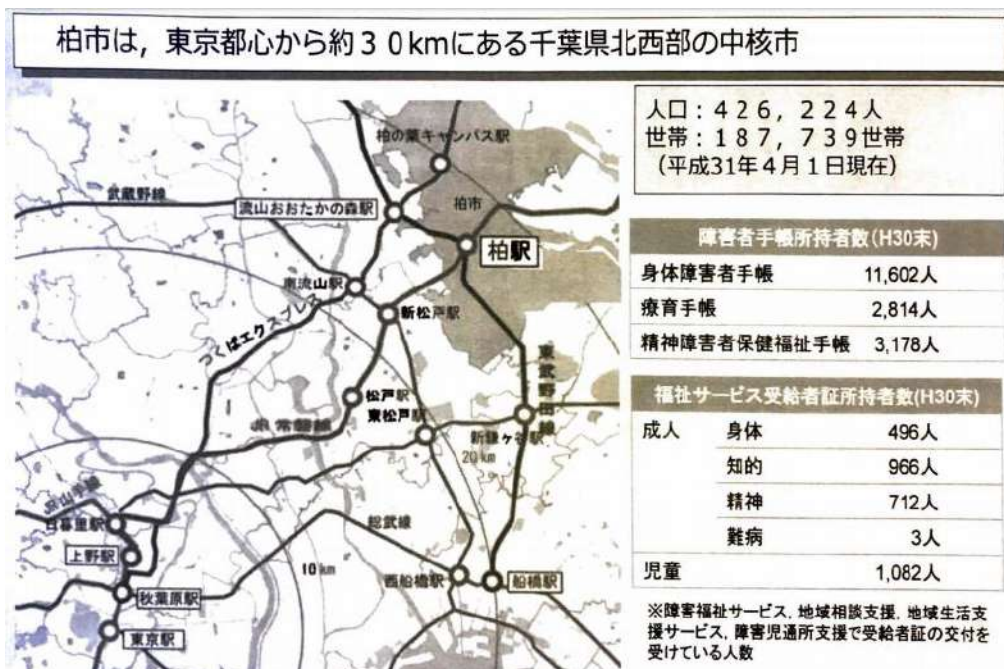 柏市は，東京都心から約３０kmにある千葉県北西部の中核市
人口：４２６，２２４人
世帯：１８７，７３９世帯
（平成31年４月１日現在）
柏の葉キャンパス駅
武蔵野線
流山おおたかの森駅
柏市
柏駅
南流山駅
新松戸駅
つくばエクスプレス
東武野田線
松戸駅
東松戸駅
JR常磐線
新鎌ヶ谷駅
20 km
JR山手線
日暮里駅
総武線
上野駅
10 km
西船橋駅
船橋駅
秋葉原駅
東京駅
障害者手帳所持者数(H30末)
身体障害者手帳 11,602人
療育手帳 2,814人
精神障害者保健福祉手帳 3,178人
福祉サービス受給者証所持者数(H30末)
成人 身体 496人
知的 966人
精神 712人
難病 3人
児童 1,082人
※障害福祉サービス，地域相談支援，地域生活支
援サービス，障害児通所支援で受給者証の交付を
受けている人数